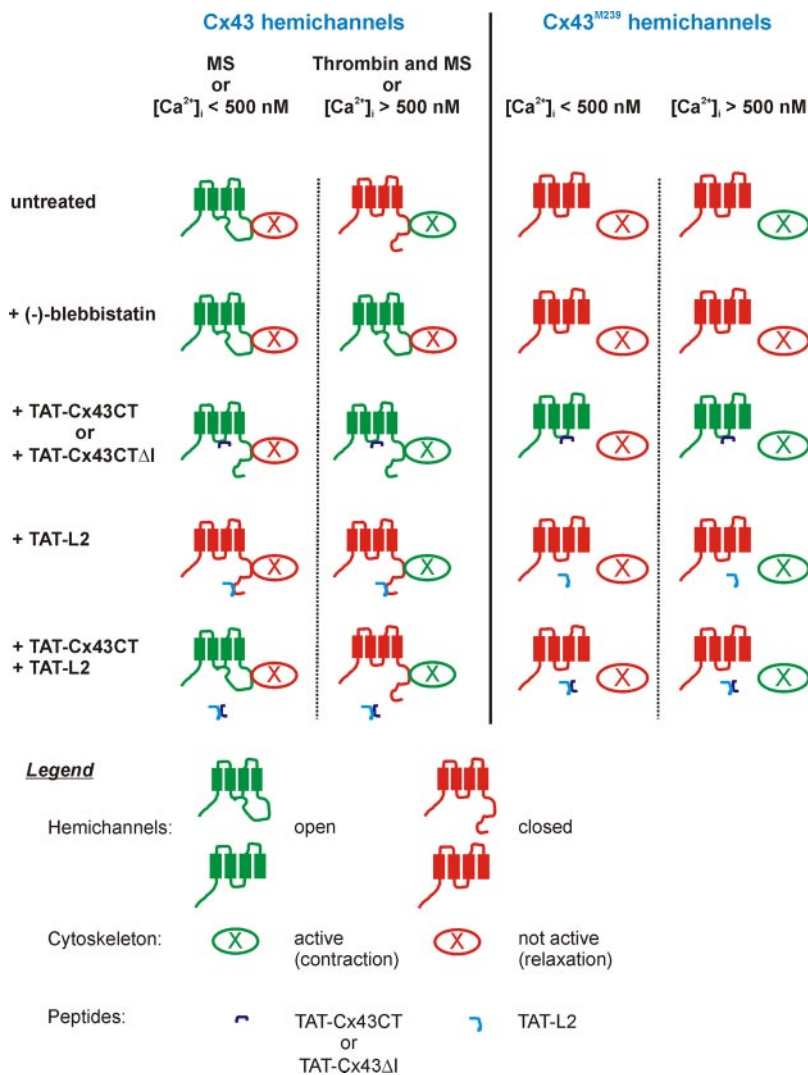 Cx43 hemichannels
Cx43M239 hemichannels
MS
or
[Ca2+]i < 500 nM
Thrombin and MS
or
[Ca2+]i > 500 nM
[Ca2+]i < 500 nM
[Ca2+]i > 500 nM
untreated
X
X
X
X
+ (-)-blebbistatin
X
X
X
X
+ TAT-Cx43CT
or
+ TAT-Cx43CTΔI
X
X
X
X
+ TAT-L2
X
X
X
X
+ TAT-Cx43CT
+ TAT-L2
X
X
X
X
Legend
Hemichannels:
open
closed
Cytoskeleton:
X
active
(contraction)
X
not active
(relaxation)
Peptides:
TAT-Cx43CT
or
TAT-Cx43ΔI
TAT-L2